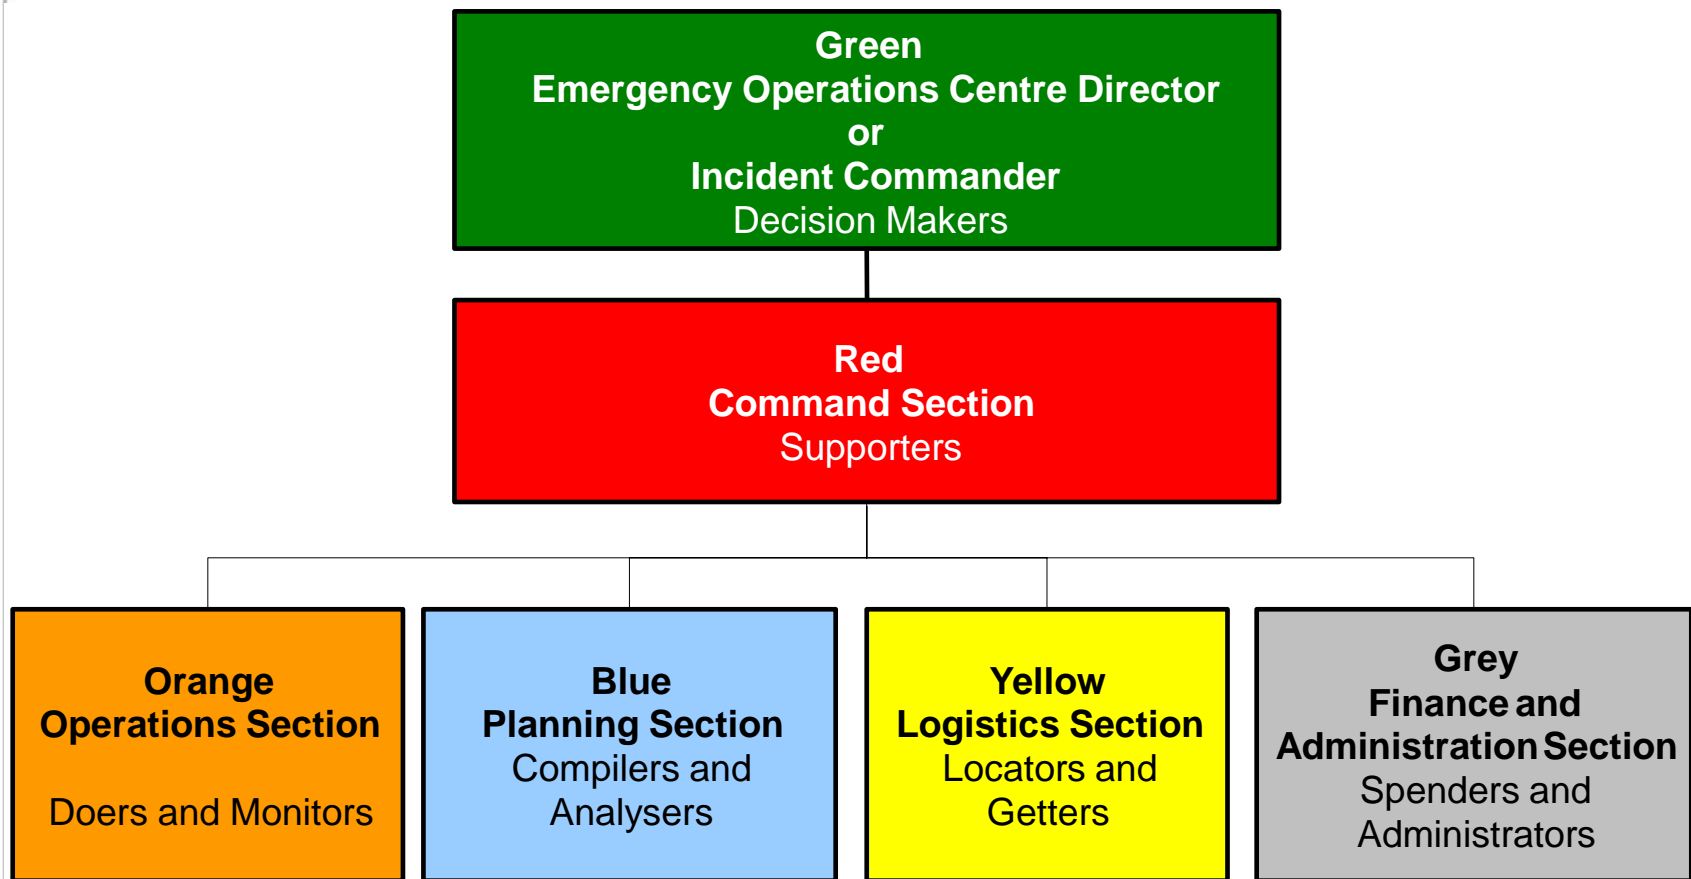 Green
Emergency Operations Centre Director
or
Incident Commander
Decision Makers
Red
Command Section
Supporters
Orange
Operations Section
Doers and Monitors
Blue
Planning Section
Compilers and
Analysers
Yellow
Logistics Section
Locators and
Getters
Grey
Finance and
Administration Section
Spenders and
Administrators